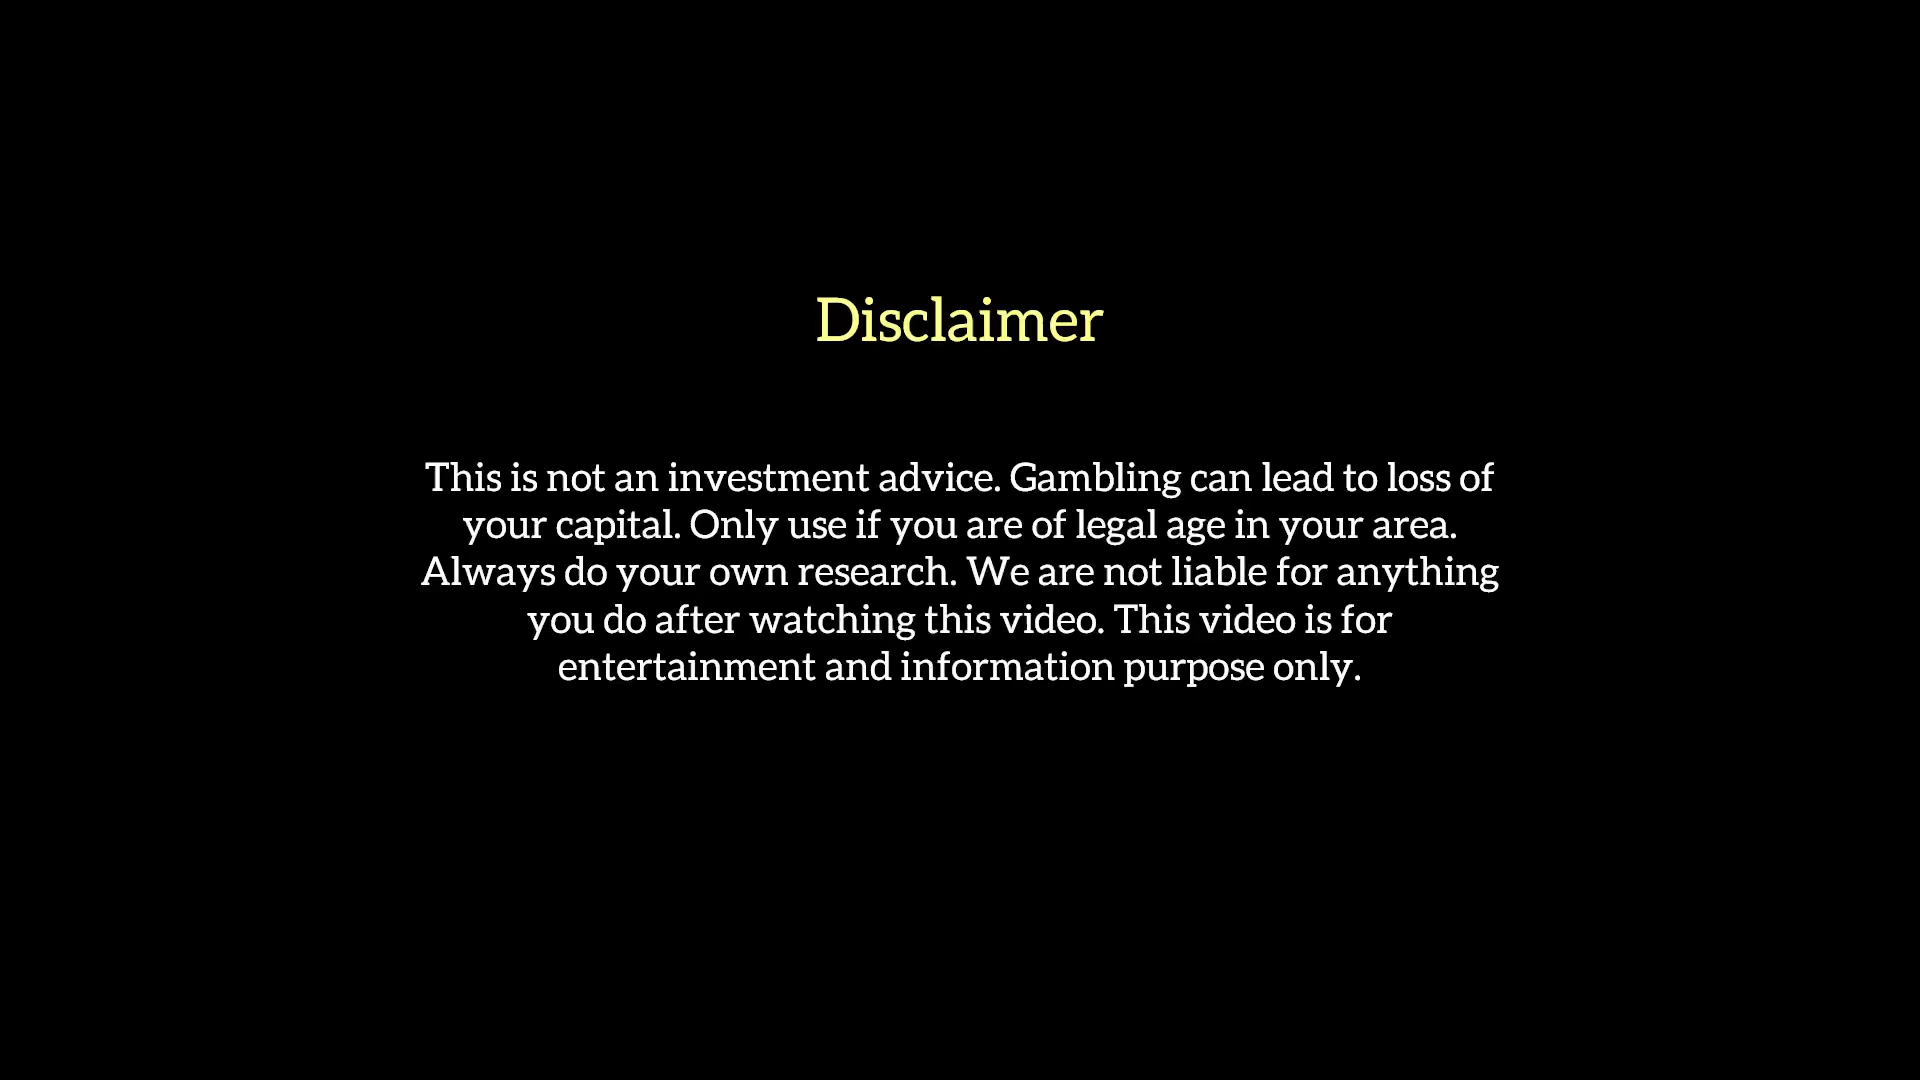 Disclaimer
This is not an investment advice. Gambling can lead to loss of
your capital. Only use if you are of legal age in your area.
Always do your own research. We are not liable for anything
you do after watching this video. This video is for
entertainment and information purpose only.